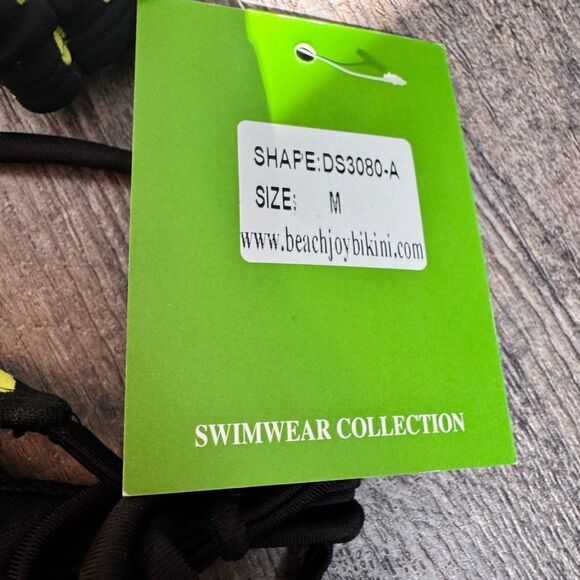 SHAPE:DS3080-A
SIZE: M
www.beachjoybikini.com
SWIMWEAR COLLECTION